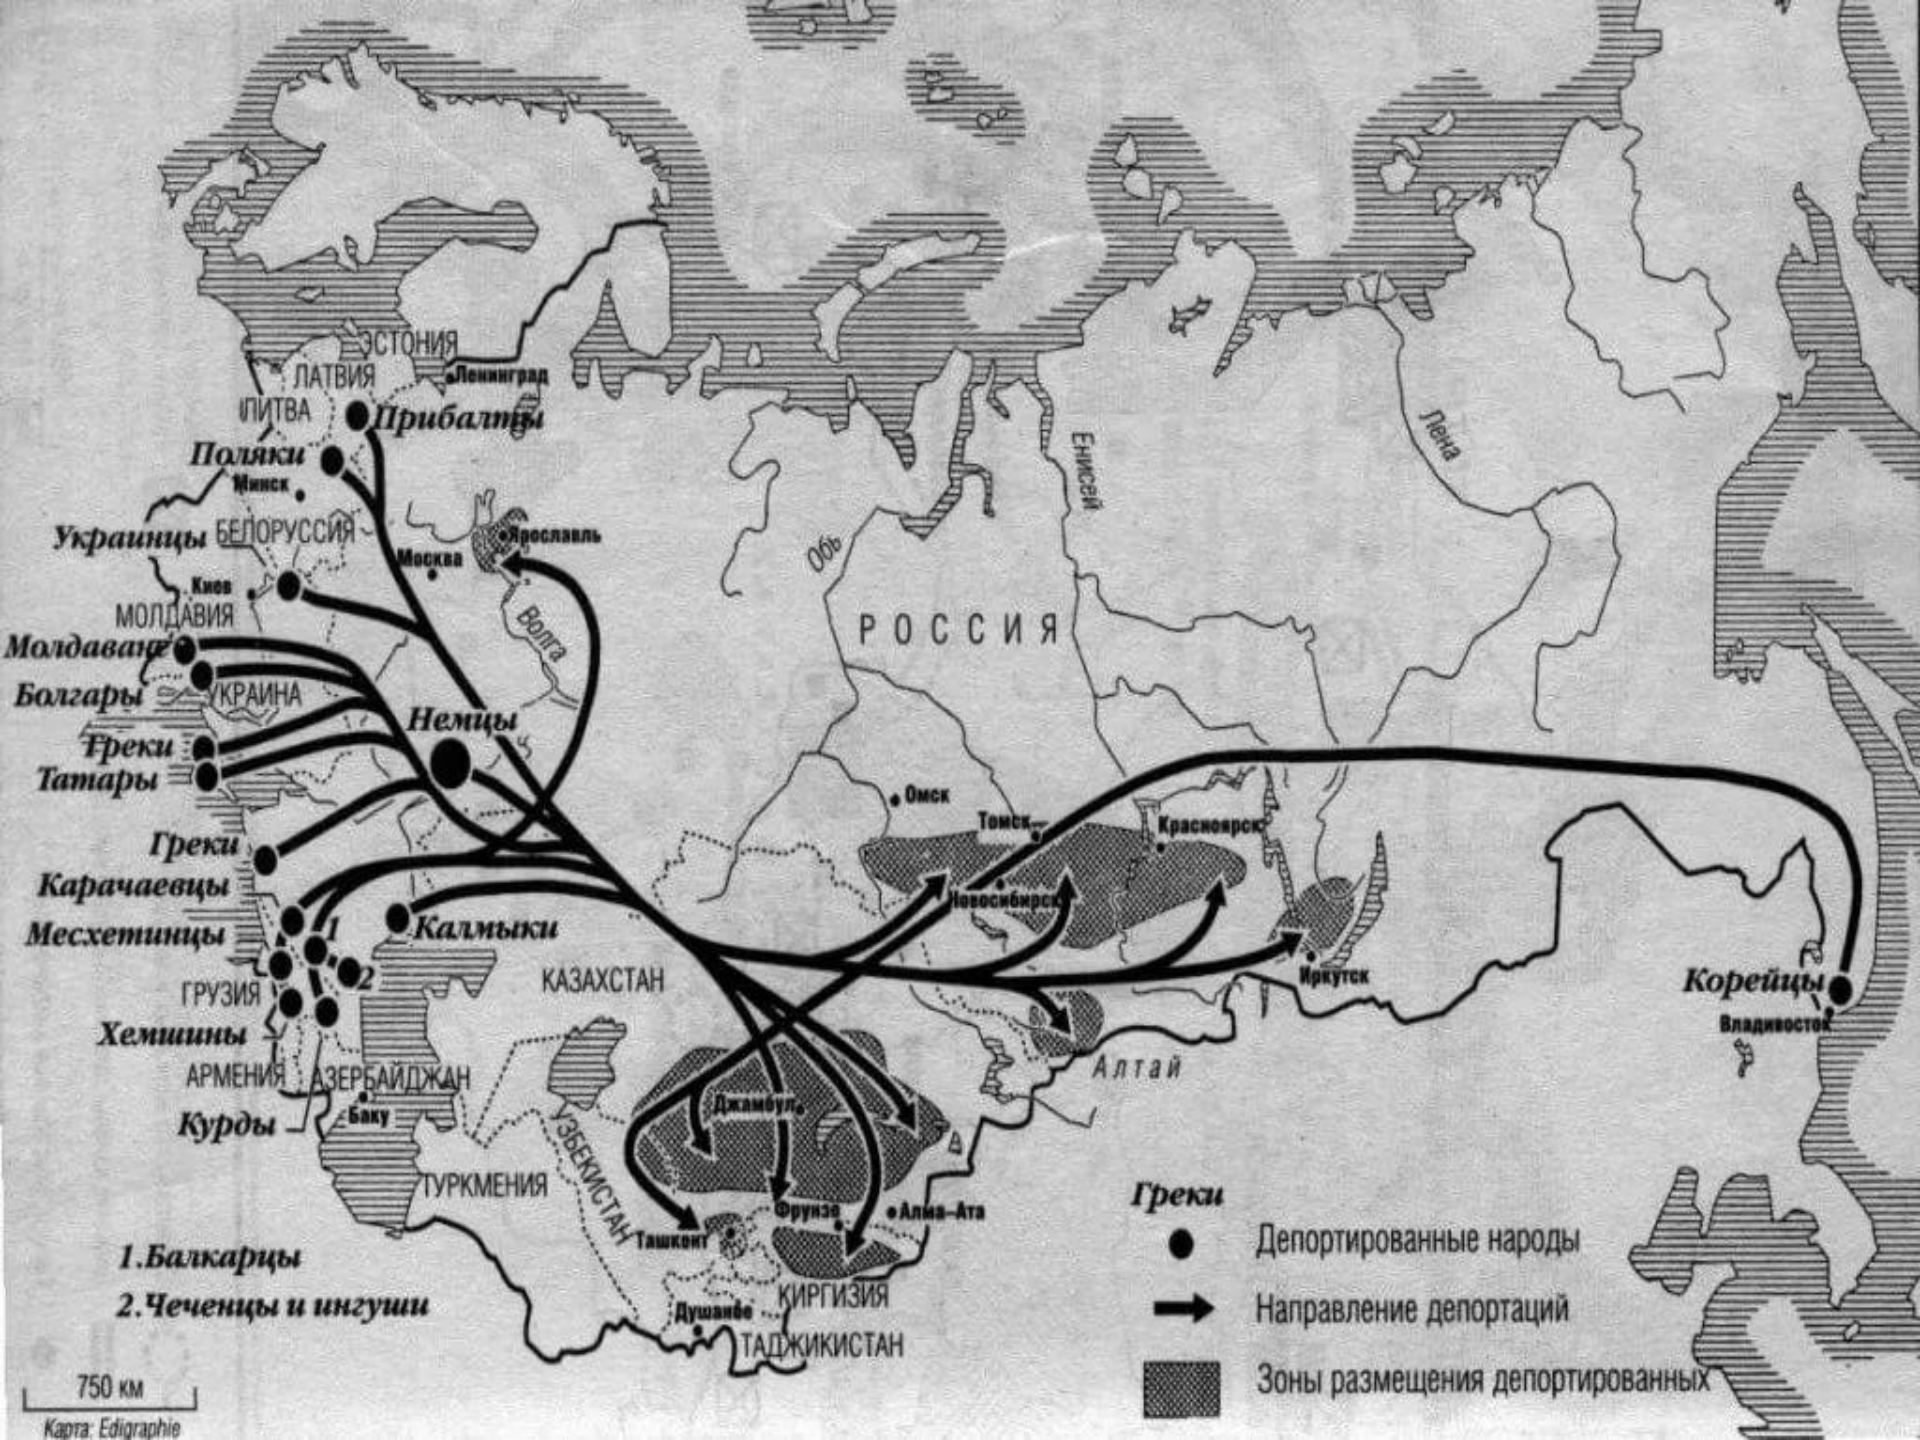 ЭСТОНИЯ
ЛАТВИЯ
Ленинград
ЛИТВА
Прибалты
Поляки
Минск
Украинцы
БЕЛОРУССИЯ
Ярославль
Москва
Киев
МОЛДАВИЯ
Волга
Молдаване
Болгары
УКРАИНА
Немцы
Греки
Татары
Греки
Карачаевцы
Месхетинцы
1
Калмыки
2
ГРУЗИЯ
Хемшины
АРМЕНИЯ
АЗЕРБАЙДЖАН
Баку
Курды
КАЗАХСТАН
ТУРКМЕНИЯ
УЗБЕКИСТАН
Обь
Енисей
Лена
РОССИЯ
Омск
Томск
Красноярск
Новосибирск
Иркутск
Корейцы
Владивосток
Алтай
Джамбул
Фрунзе
Алма-Ата
Ташкент
КИРГИЗИЯ
Душанбе
ТАДЖИКИСТАН
1.Балкарцы
2.Чеченцы и ингуши
750 км
Карта: Edigraphie
Греки
Депортированные народы
Направление депортаций
Зоны размещения депортированных